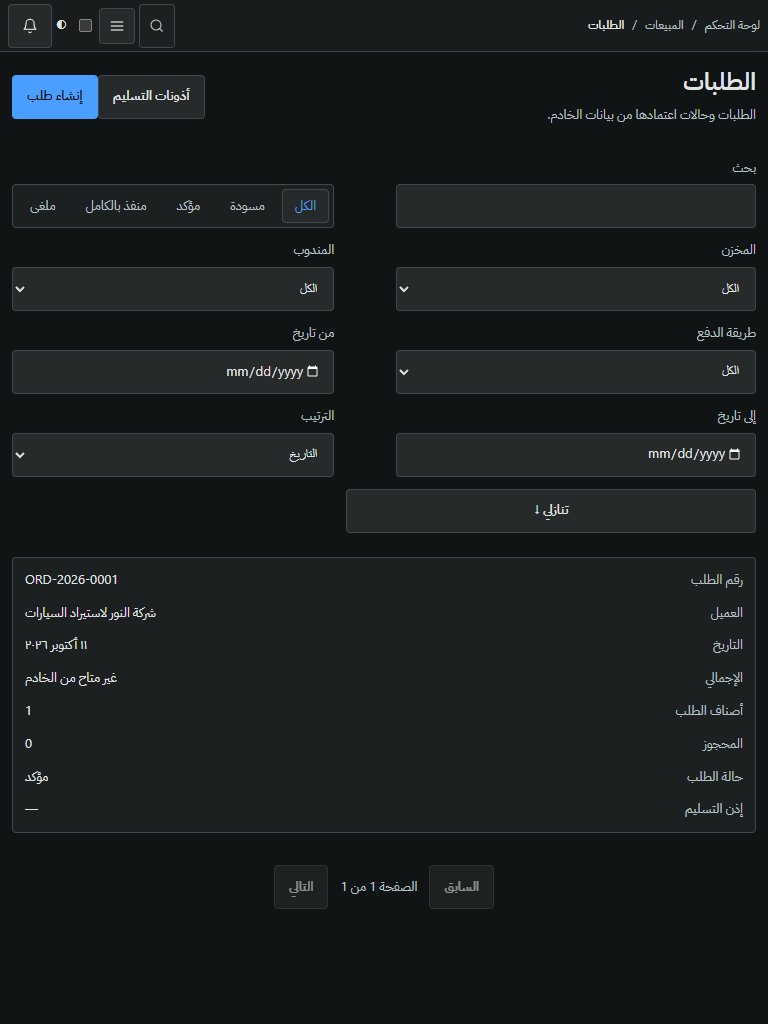 لوحة التحكم / المبيعات / الطلبات
الطلبات
الطلبات وحالات اعتمادها من بيانات الخادم.
أذونات التسليم
إنشاء طلب
بحث
الكل
مسودة
مؤكد
منفذ بالكامل
ملغى
المخزن
الكل
المندوب
الكل
طريقة الدفع
الكل
من تاريخ
mm/dd/yyyy
إلى تاريخ
mm/dd/yyyy
الترتيب
التاريخ
تنازلي ↓
رقم الطلب ORD-2026-0001
العميل شركة النور لاستيراد السيارات
التاريخ ١١ أكتوبر ٢٠٢٦
الإجمالي غير متاح من الخادم
أصناف الطلب 1
المحجوز 0
حالة الطلب مؤكد
إذن التسليم —
السابق
الصفحة 1 من 1
التالي